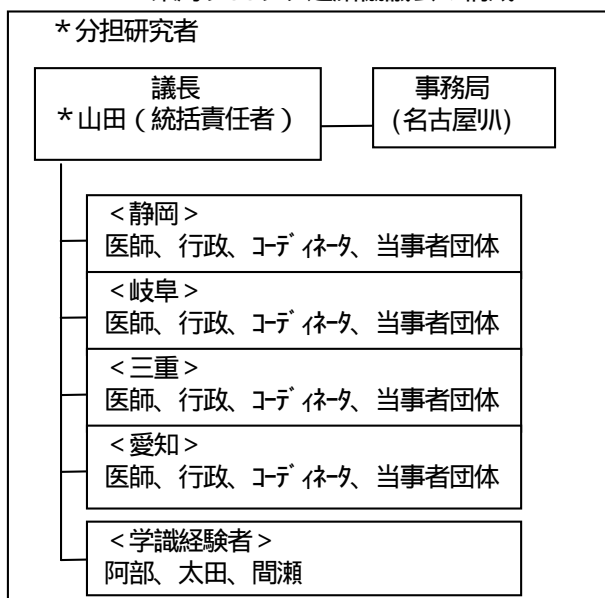 *分担研究者
議長
*山田(統括責任者)
事務局
(名古屋リハ)
<静岡>
医師、行政、コーディネータ、当事者団体
<岐阜>
医師、行政、コーディネータ、当事者団体
<三重>
医師、行政、コーディネータ、当事者団体
<愛知>
医師、行政、コーディネータ、当事者団体
<学識経験者>
阿部、太田、間瀬